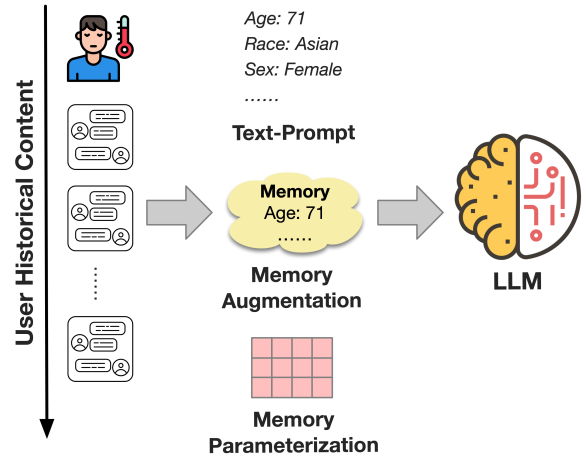 User Historical Content
Age: 71
Race: Asian
Sex: Female
......
Text-Prompt
Memory
Age: 71
......
Memory
Augmentation
Memory
Parameterization
LLM